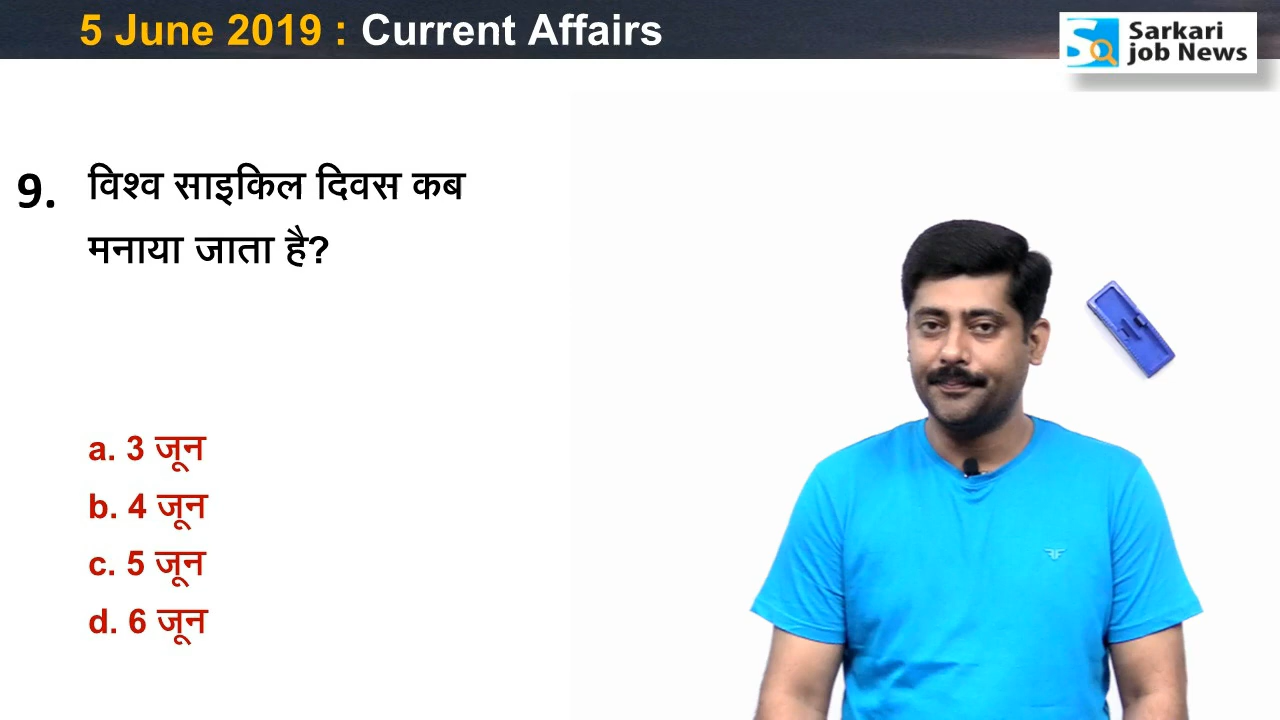 5 June 2019 : Current Affairs
Sarkari
job News
9. विश्व साइकिल दिवस कब
मनाया जाता है?
a. 3 जून
b. 4 जून
c. 5 जून
d. 6 जून